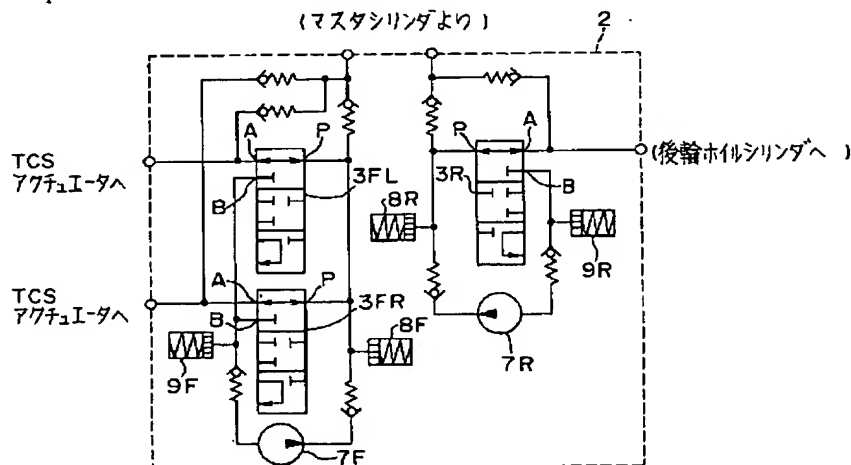 (マスタシリンダより)
2
A P
P A
TCS
アクチュエータへ
(後輪ホイルシリンダへ)
B
3FL
3R
B
8R
9R
TCS
アクチュエータへ
A P
B
3FR
8F
9F
7R
7F